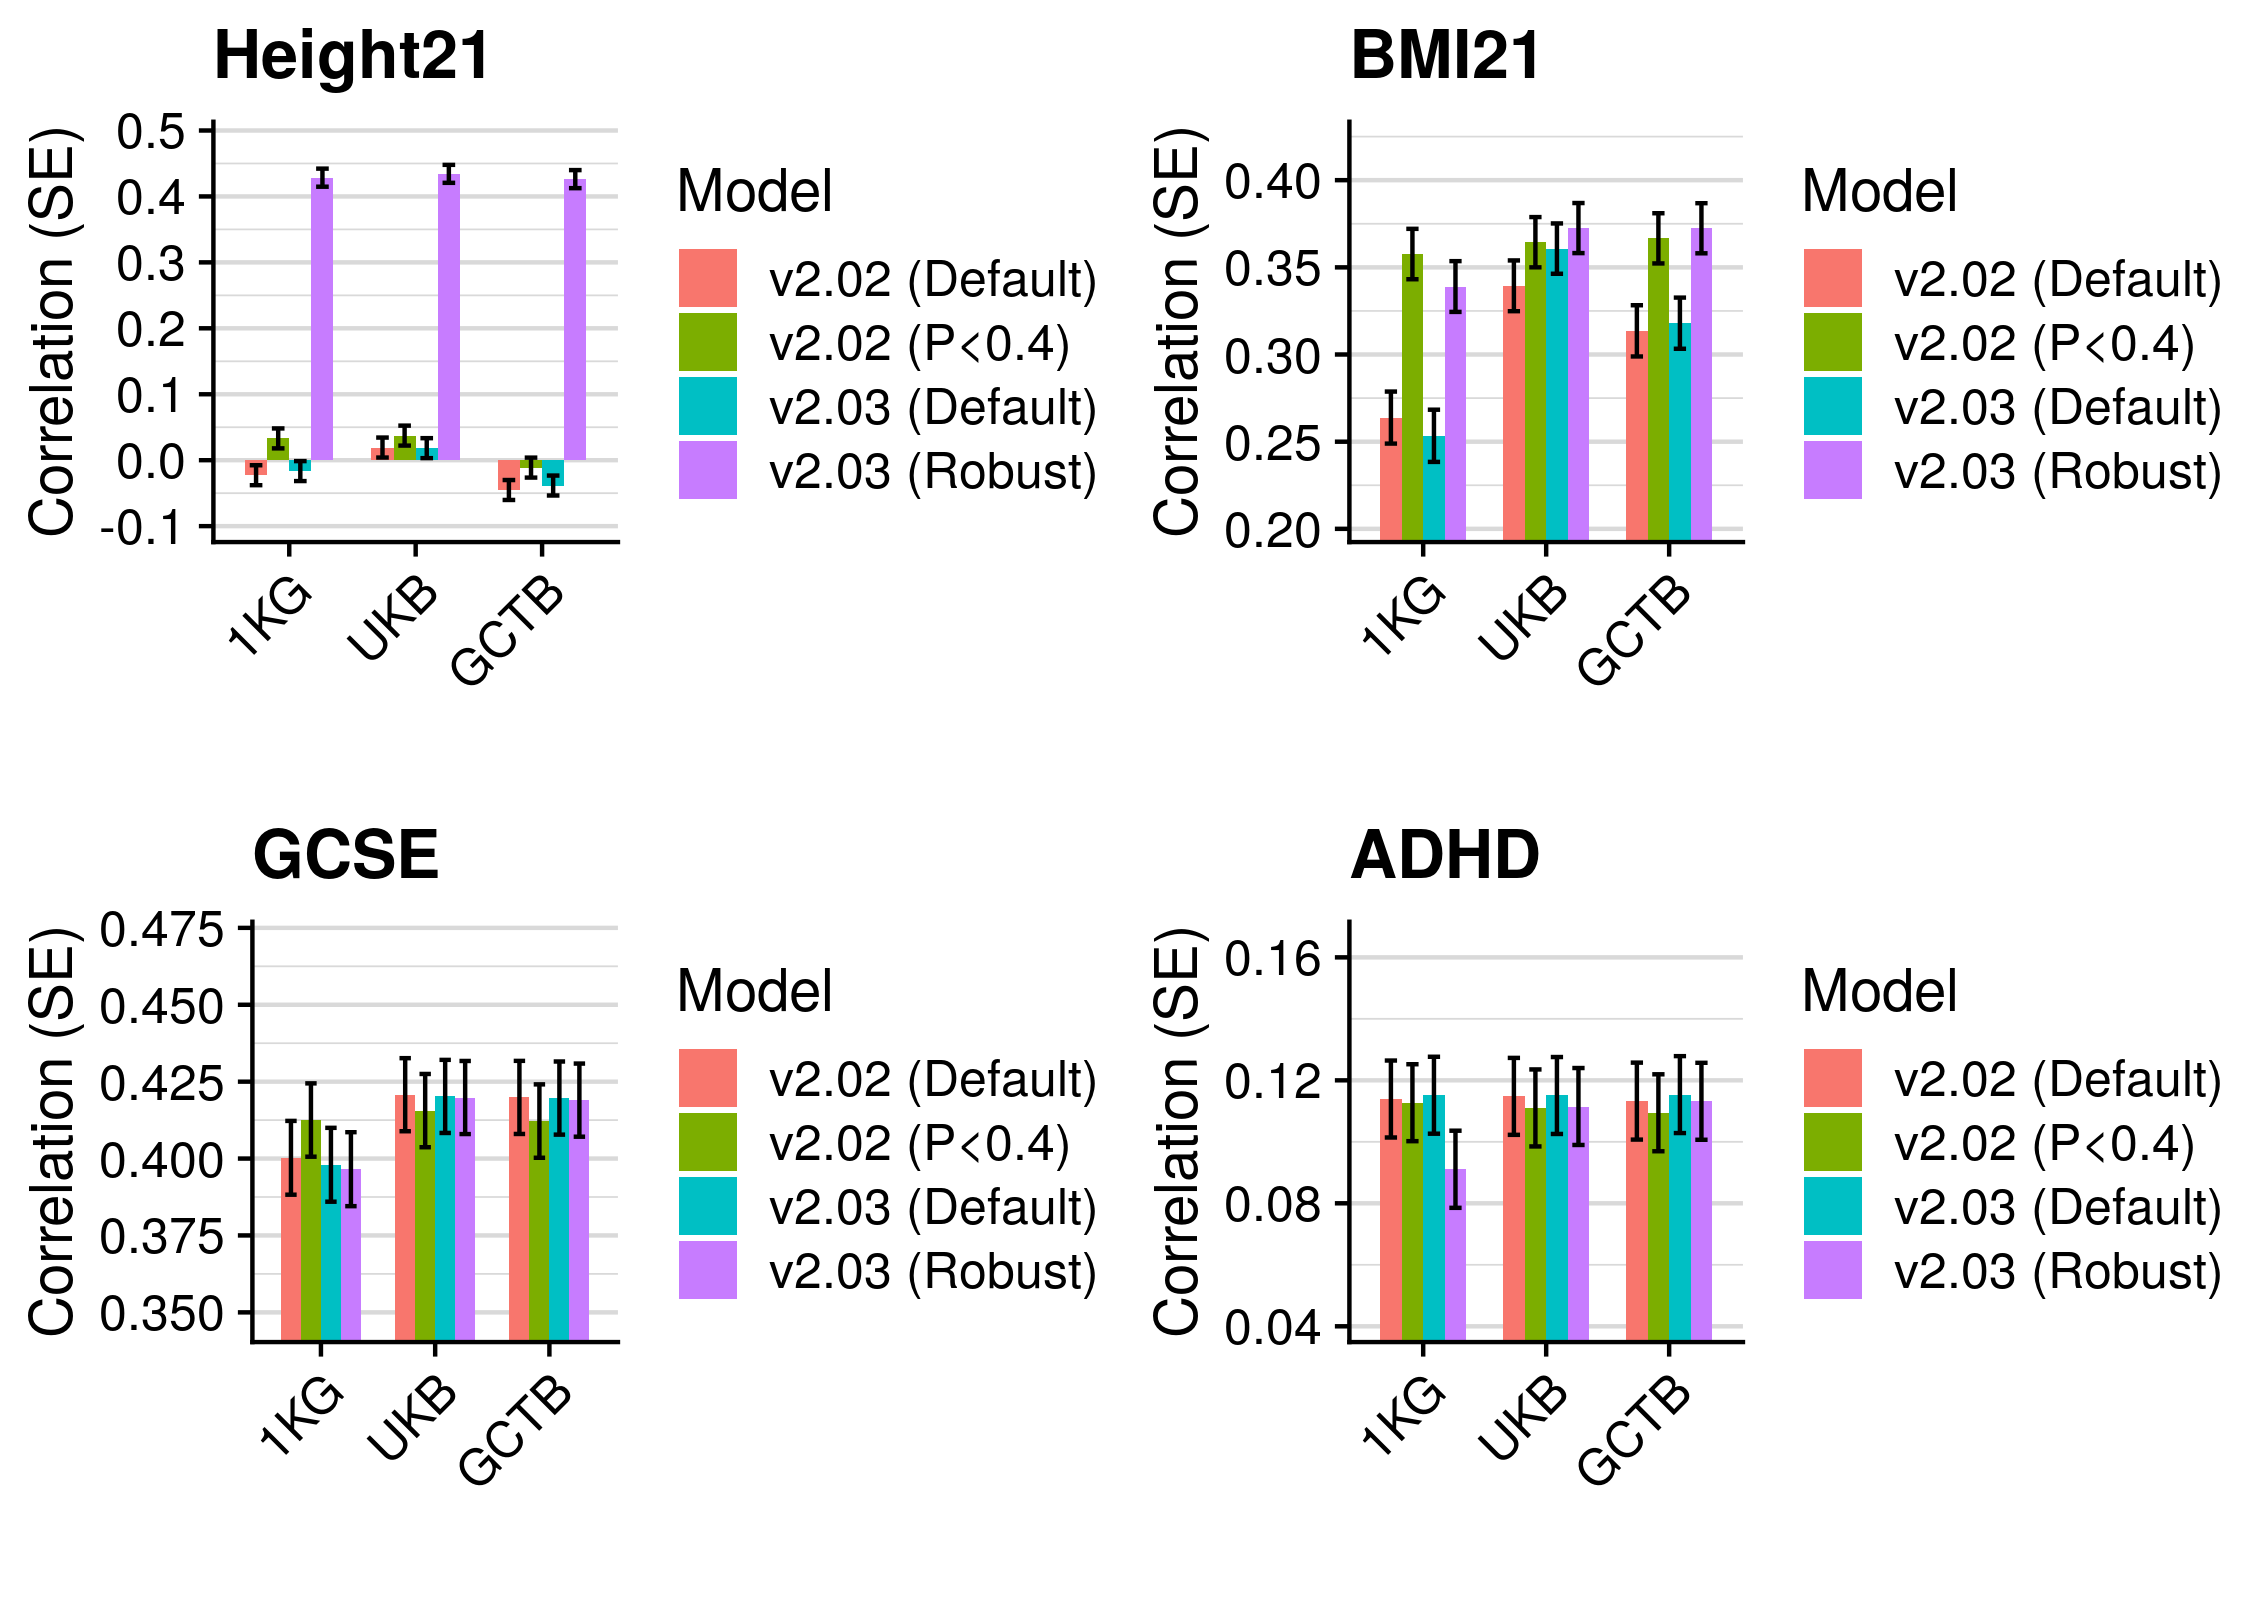 Height21
Correlation (SE)
0.5
0.4
0.3
0.2
0.1
0.0
-0.1
1KG
UKB
GCTB
Model
v2.02 (Default)
v2.02 (P<0.4)
v2.03 (Default)
v2.03 (Robust)
BMI21
Correlation (SE)
0.40
0.35
0.30
0.25
0.20
1KG
UKB
GCTB
Model
v2.02 (Default)
v2.02 (P<0.4)
v2.03 (Default)
v2.03 (Robust)
GCSE
Correlation (SE)
0.475
0.450
0.425
0.400
0.375
0.350
1KG
UKB
GCTB
Model
v2.02 (Default)
v2.02 (P<0.4)
v2.03 (Default)
v2.03 (Robust)
ADHD
Correlation (SE)
0.16
0.12
0.08
0.04
1KG
UKB
GCTB
Model
v2.02 (Default)
v2.02 (P<0.4)
v2.03 (Default)
v2.03 (Robust)